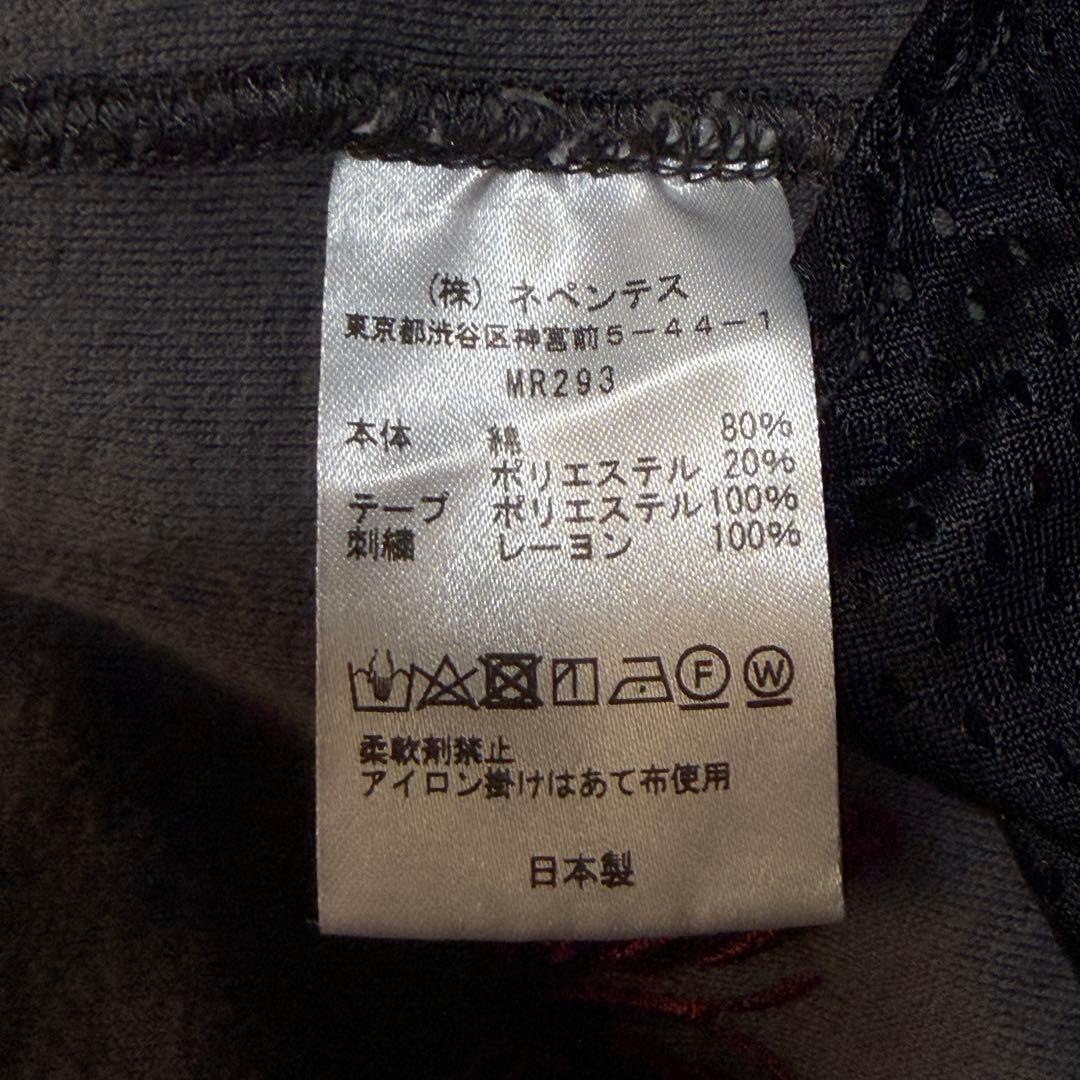 (株) ネペンテス
東京都渋谷区神宮前5-44-1
MR293
本体 綿 80%
ポリエステル 20%
テープ ポリエステル 100%
刺繍 レーヨン 100%
F W
柔軟剤禁止
アイロン掛けはあて布使用
日本製